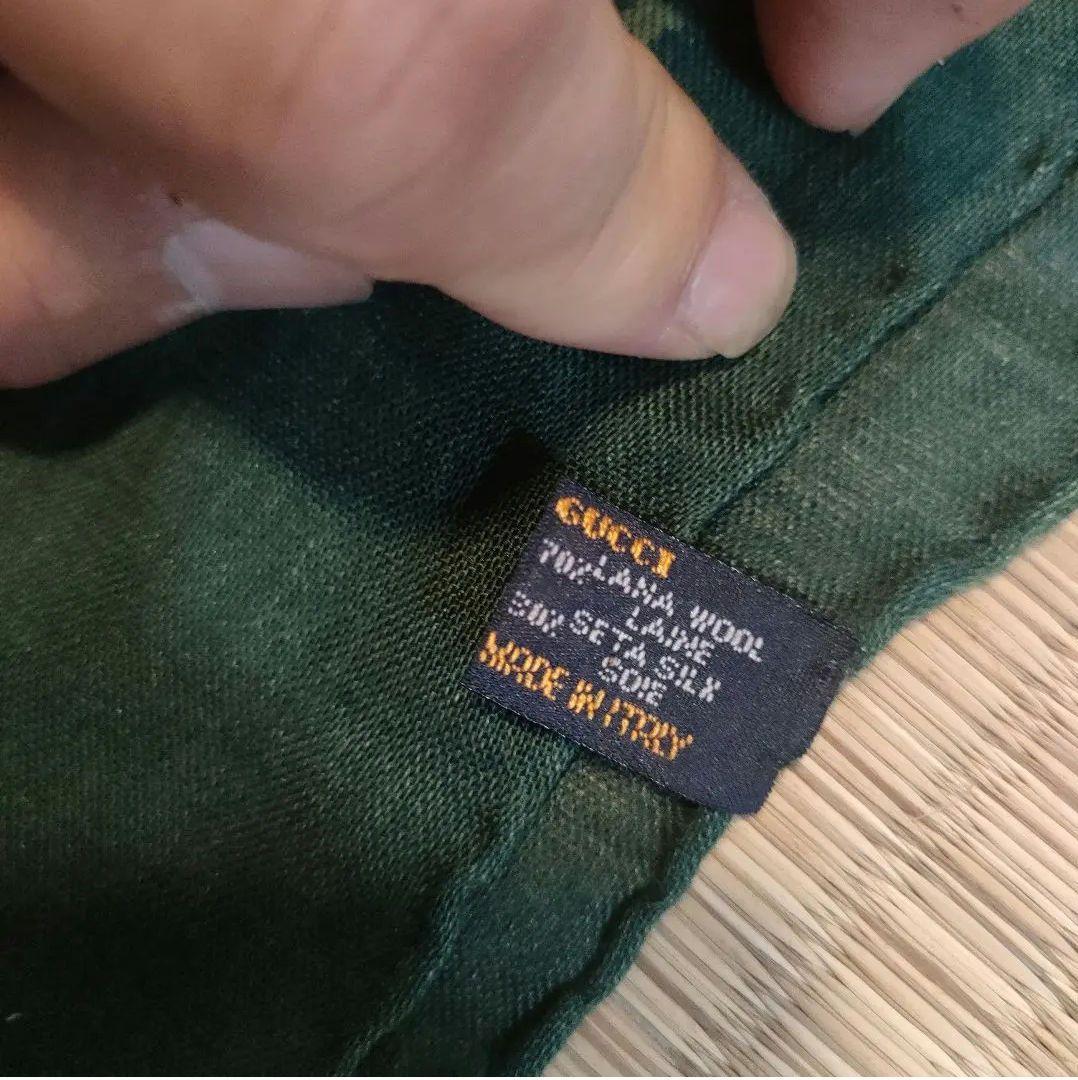 GUCCI
70% LANA WOOL
LAINE
30% SETA SILK
SOIE
MADE IN ITALY